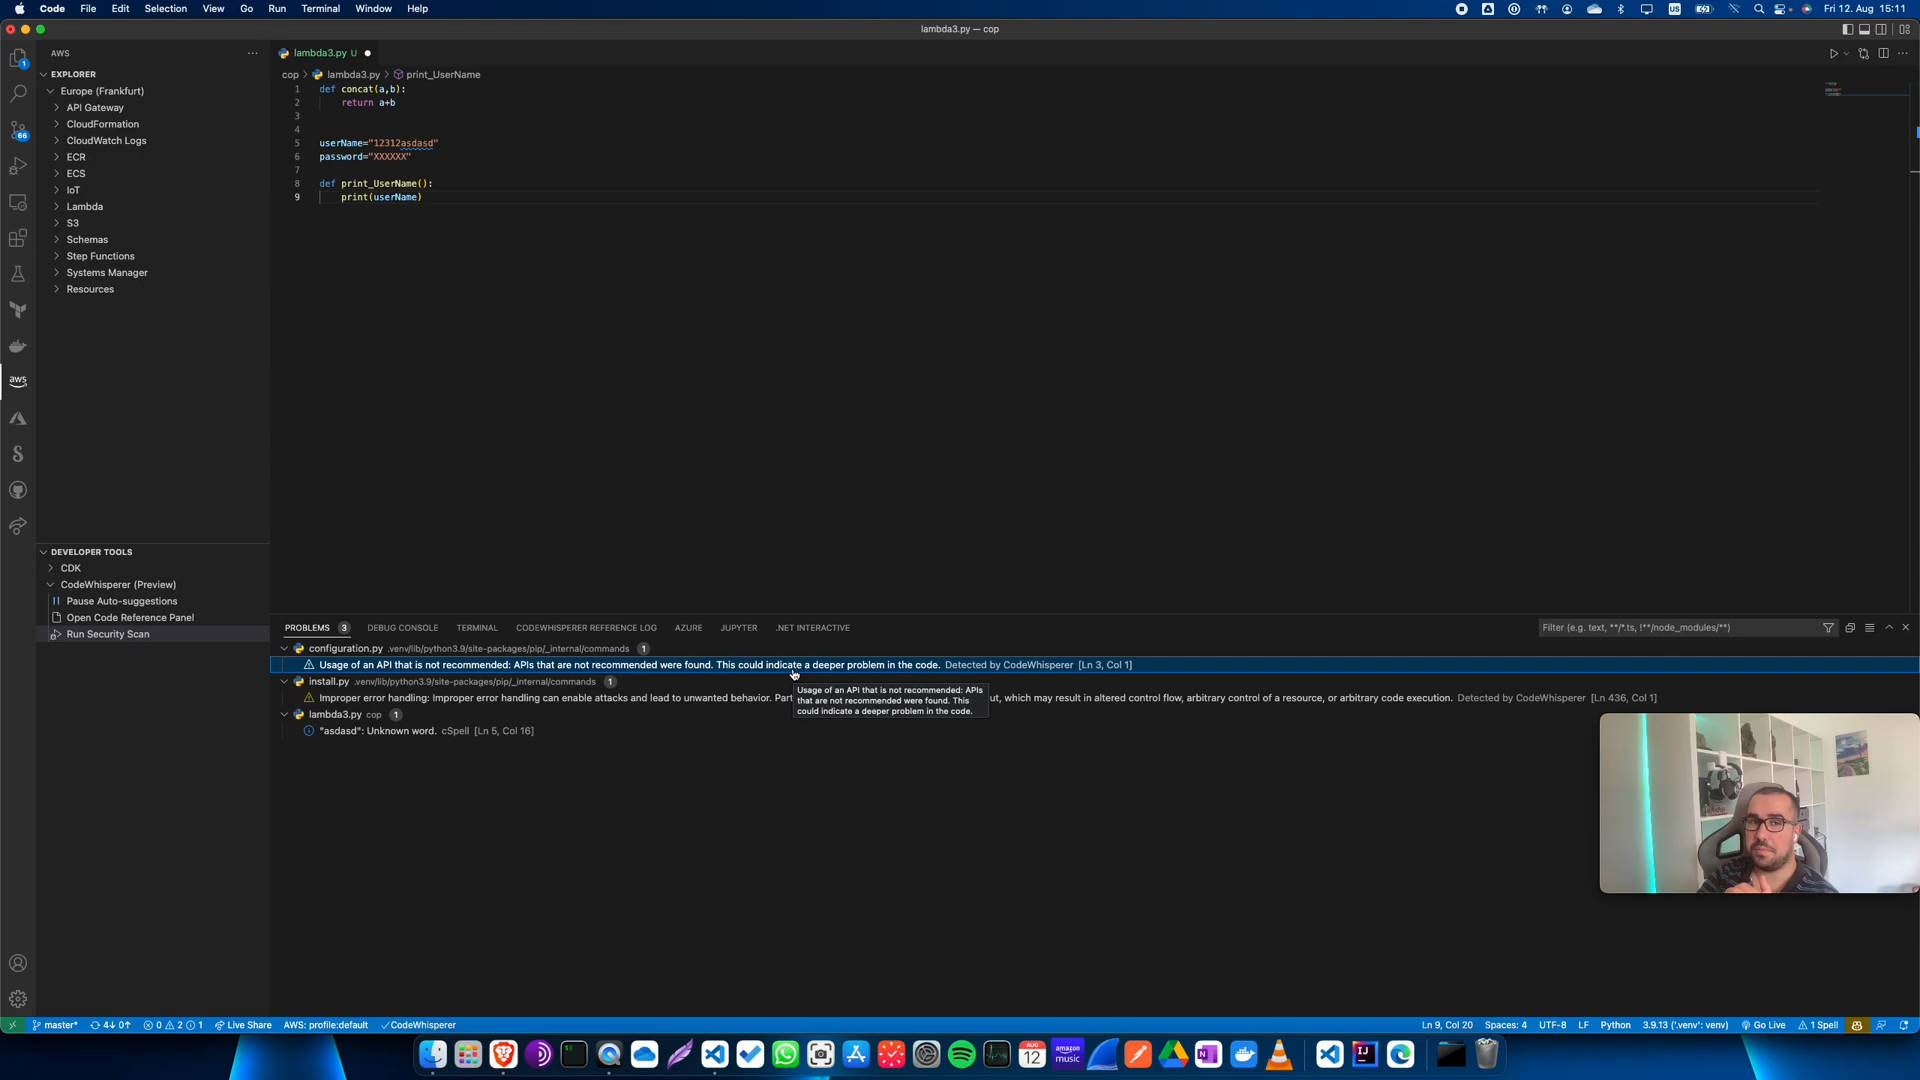 Code File Edit Selection View Go Run Terminal Window Help
US
Fri 12. Aug 15:11
lambda3.py — cop
AWS
EXPLORER
Europe (Frankfurt)
API Gateway
CloudFormation
CloudWatch Logs
ECR
ECS
IoT
Lambda
S3
Schemas
Step Functions
Systems Manager
Resources
1
66
aws
DEVELOPER TOOLS
CDK
CodeWhisperer (Preview)
Pause Auto-suggestions
Open Code Reference Panel
Run Security Scan
lambda3.py U
cop lambda3.py print_UserName
1 def concat(a,b):
2 return a+b
3
4
5 userName="12312asdasd"
6 password="XXXXXX"
7
8 def print_UserName():
9 print(userName)
PROBLEMS 3 DEBUG CONSOLE TERMINAL CODEWHISPERER REFERENCE LOG AZURE JUPYTER .NET INTERACTIVE
Filter (e.g. text, **/*.ts, !**/node_modules/**)
configuration.py .venv/lib/python3.9/site-packages/pip/_internal/commands 1
Usage of an API that is not recommended: APIs that are not recommended were found. This could indicate a deeper problem in the code. Detected by CodeWhisperer [Ln 3, Col 1]
install.py .venv/lib/python3.9/site-packages/pip/_internal/commands 1
Improper error handling: Improper error handling can enable attacks and lead to unwanted behavior. Part
ut, which may result in altered control flow, arbitrary control of a resource, or arbitrary code execution. Detected by CodeWhisperer [Ln 436, Col 1]
Usage of an API that is not recommended: APIs
that are not recommended were found. This
could indicate a deeper problem in the code.
lambda3.py cop 1
"asdasd": Unknown word. cSpell [Ln 5, Col 16]
master* 4↓ 0↑ 0 2 1 Live Share AWS: profile:default CodeWhisperer
Ln 9, Col 20 Spaces: 4 UTF-8 LF Python 3.9.13 ('.venv': venv) Go Live 1 Spell
AUG
12
amazon
music